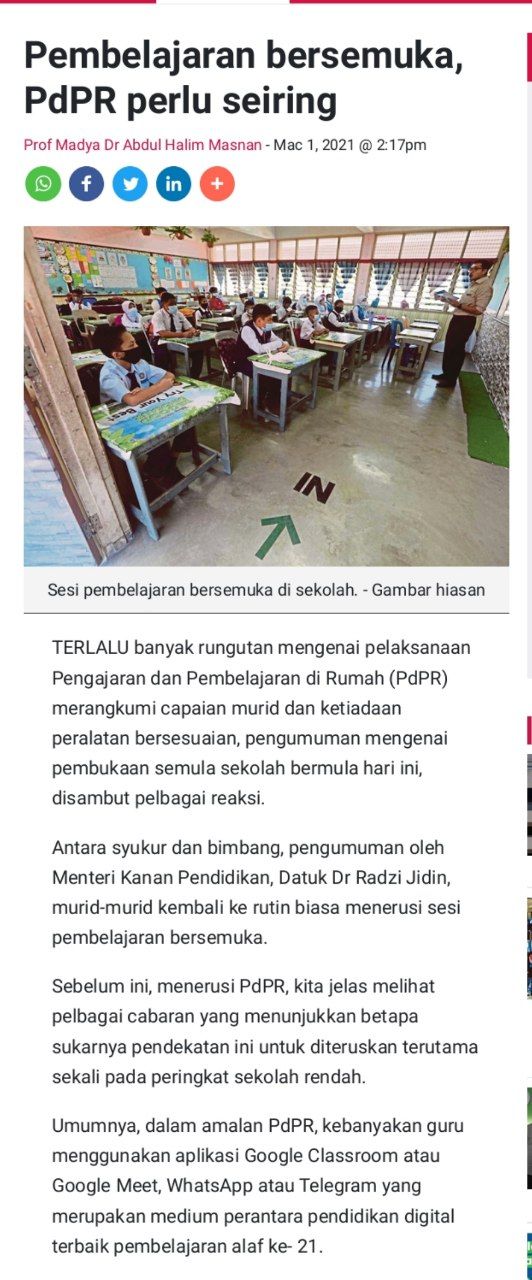 Pembelajaran bersemuka,
PdPR perlu seiring
Prof Madya Dr Abdul Halim Masnan - Mac 1, 2021 @ 2:17pm
Try Your Best
IN
Sesi pembelajaran bersemuka di sekolah. - Gambar hiasan
TERLALU banyak rungutan mengenai pelaksanaan
Pengajaran dan Pembelajaran di Rumah (PdPR)
merangkumi capaian murid dan ketiadaan
peralatan bersesuaian, pengumuman mengenai
pembukaan semula sekolah bermula hari ini,
disambut pelbagai reaksi.
Antara syukur dan bimbang, pengumuman oleh
Menteri Kanan Pendidikan, Datuk Dr Radzi Jidin,
murid-murid kembali ke rutin biasa menerusi sesi
pembelajaran bersemuka.
Sebelum ini, menerusi PdPR, kita jelas melihat
pelbagai cabaran yang menunjukkan betapa
sukarnya pendekatan ini untuk diteruskan terutama
sekali pada peringkat sekolah rendah.
Umumnya, dalam amalan PdPR, kebanyakan guru
menggunakan aplikasi Google Classroom atau
Google Meet, WhatsApp atau Telegram yang
merupakan medium perantara pendidikan digital
terbaik pembelajaran alaf ke- 21.